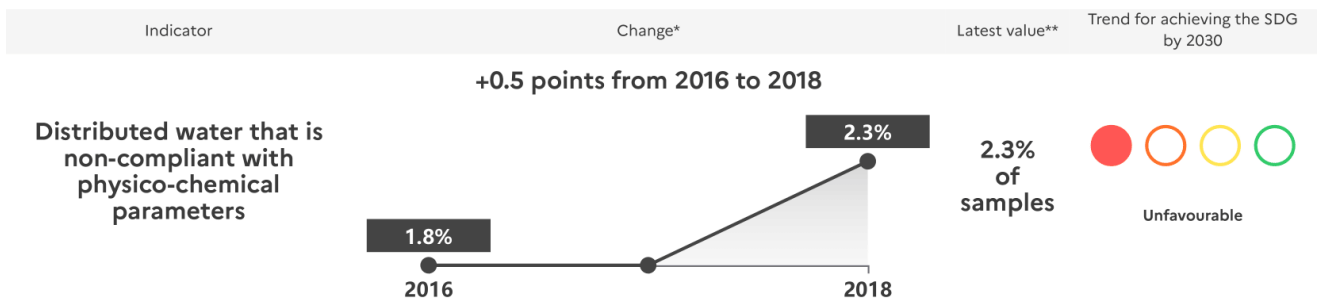 Indicator
Change*
Latest value**
Trend for achieving the SDG
by 2030
+0.5 points from 2016 to 2018
Distributed water that is
non-compliant with
physico-chemical
parameters
1.8%
2.3%
2016
2018
2.3%
of
samples
Unfavourable